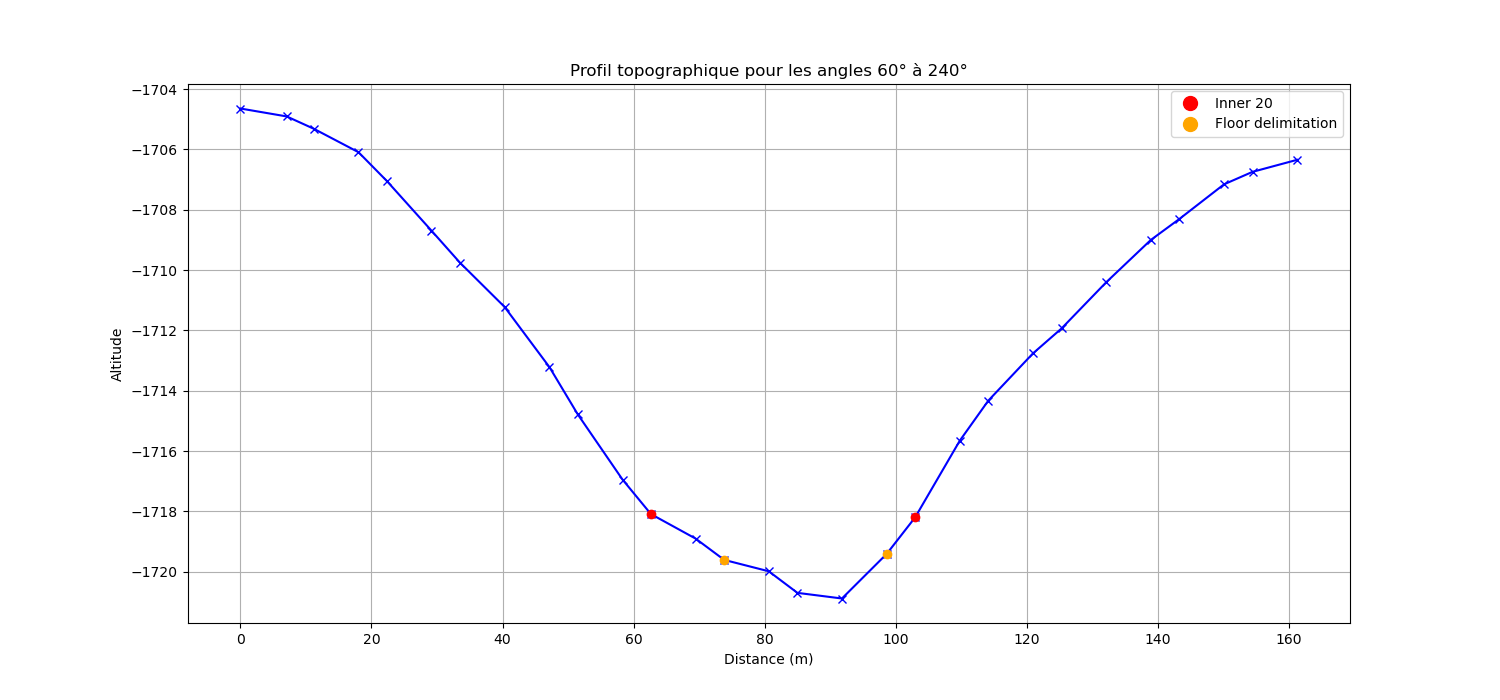 Profil topographique pour les angles 60° à 240°
Inner 20
Floor delimitation
Altitude
−1704
−1706
−1708
−1710
−1712
−1714
−1716
−1718
−1720
0 20 40 60 80 100 120 140 160
Distance (m)